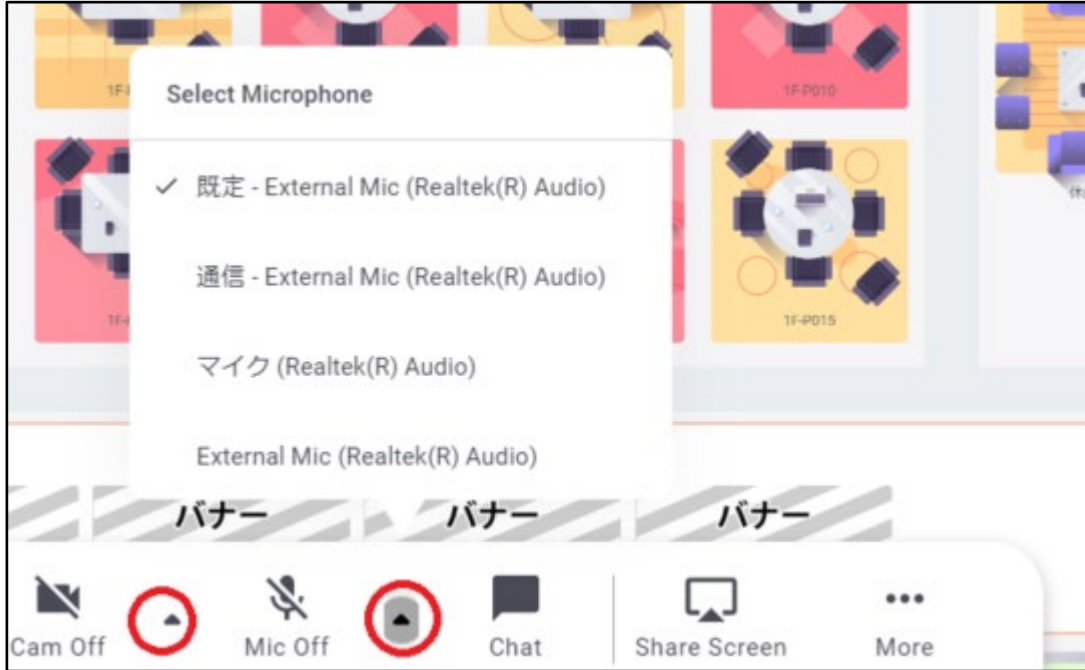 1F-P010
Select Microphone
既定 - External Mic (Realtek(R) Audio)
通信 - External Mic (Realtek(R) Audio)
1F-P015
マイク (Realtek(R) Audio)
External Mic (Realtek(R) Audio)
バナー バナー バナー
Cam Off Mic Off Chat Share Screen More